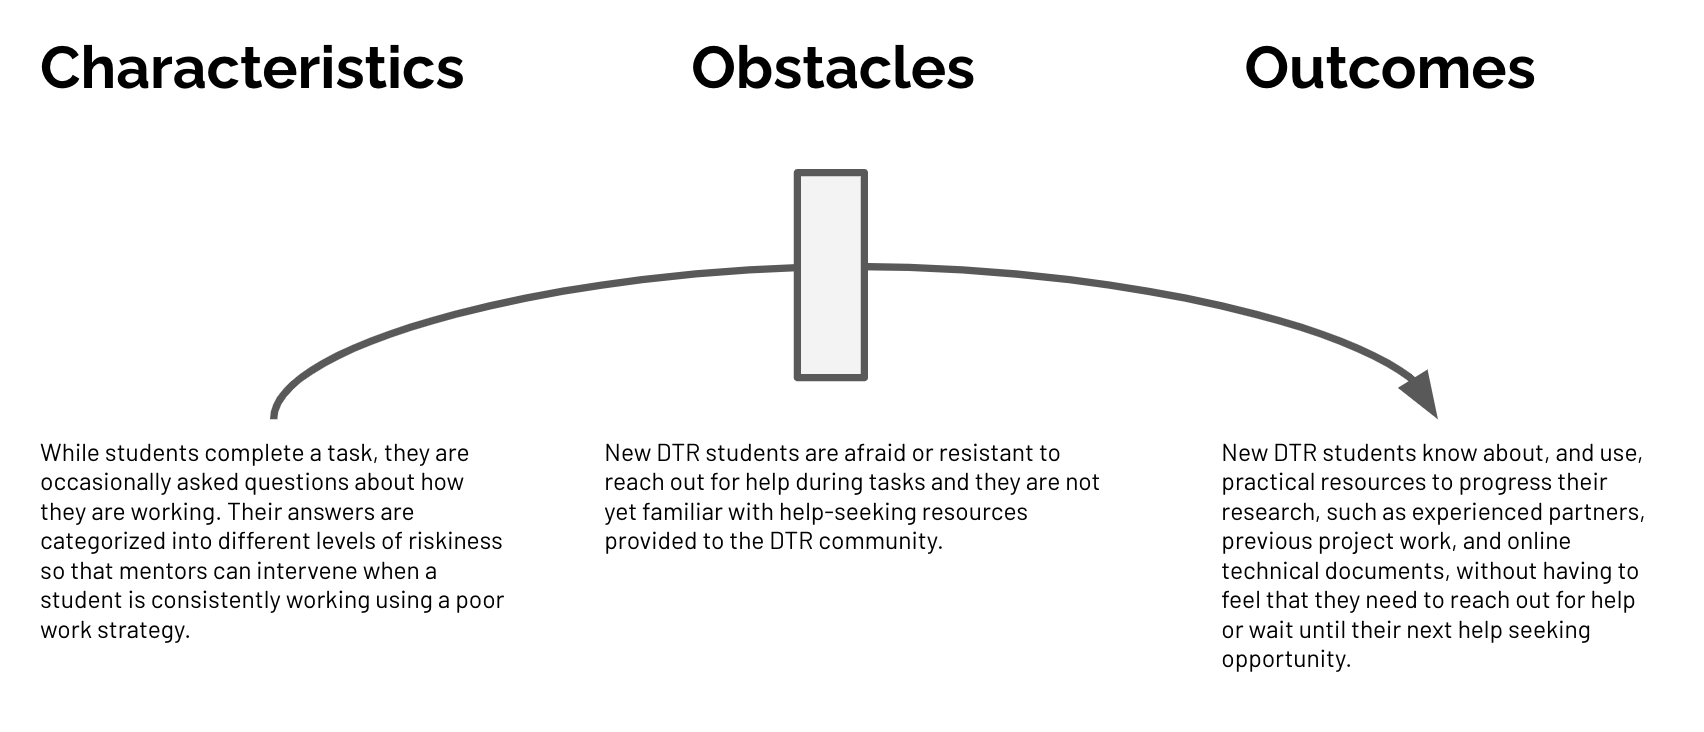 Characteristics
Obstacles
Outcomes
While students complete a task, they are
occasionally asked questions about how
they are working. Their answers are
categorized into different levels of riskiness
so that mentors can intervene when a
student is consistently working using a poor
work strategy.
New DTR students are afraid or resistant to
reach out for help during tasks and they are not
yet familiar with help-seeking resources
provided to the DTR community.
New DTR students know about, and use,
practical resources to progress their
research, such as experienced partners,
previous project work, and online
technical documents, without having to
feel that they need to reach out for help
or wait until their next help seeking
opportunity.